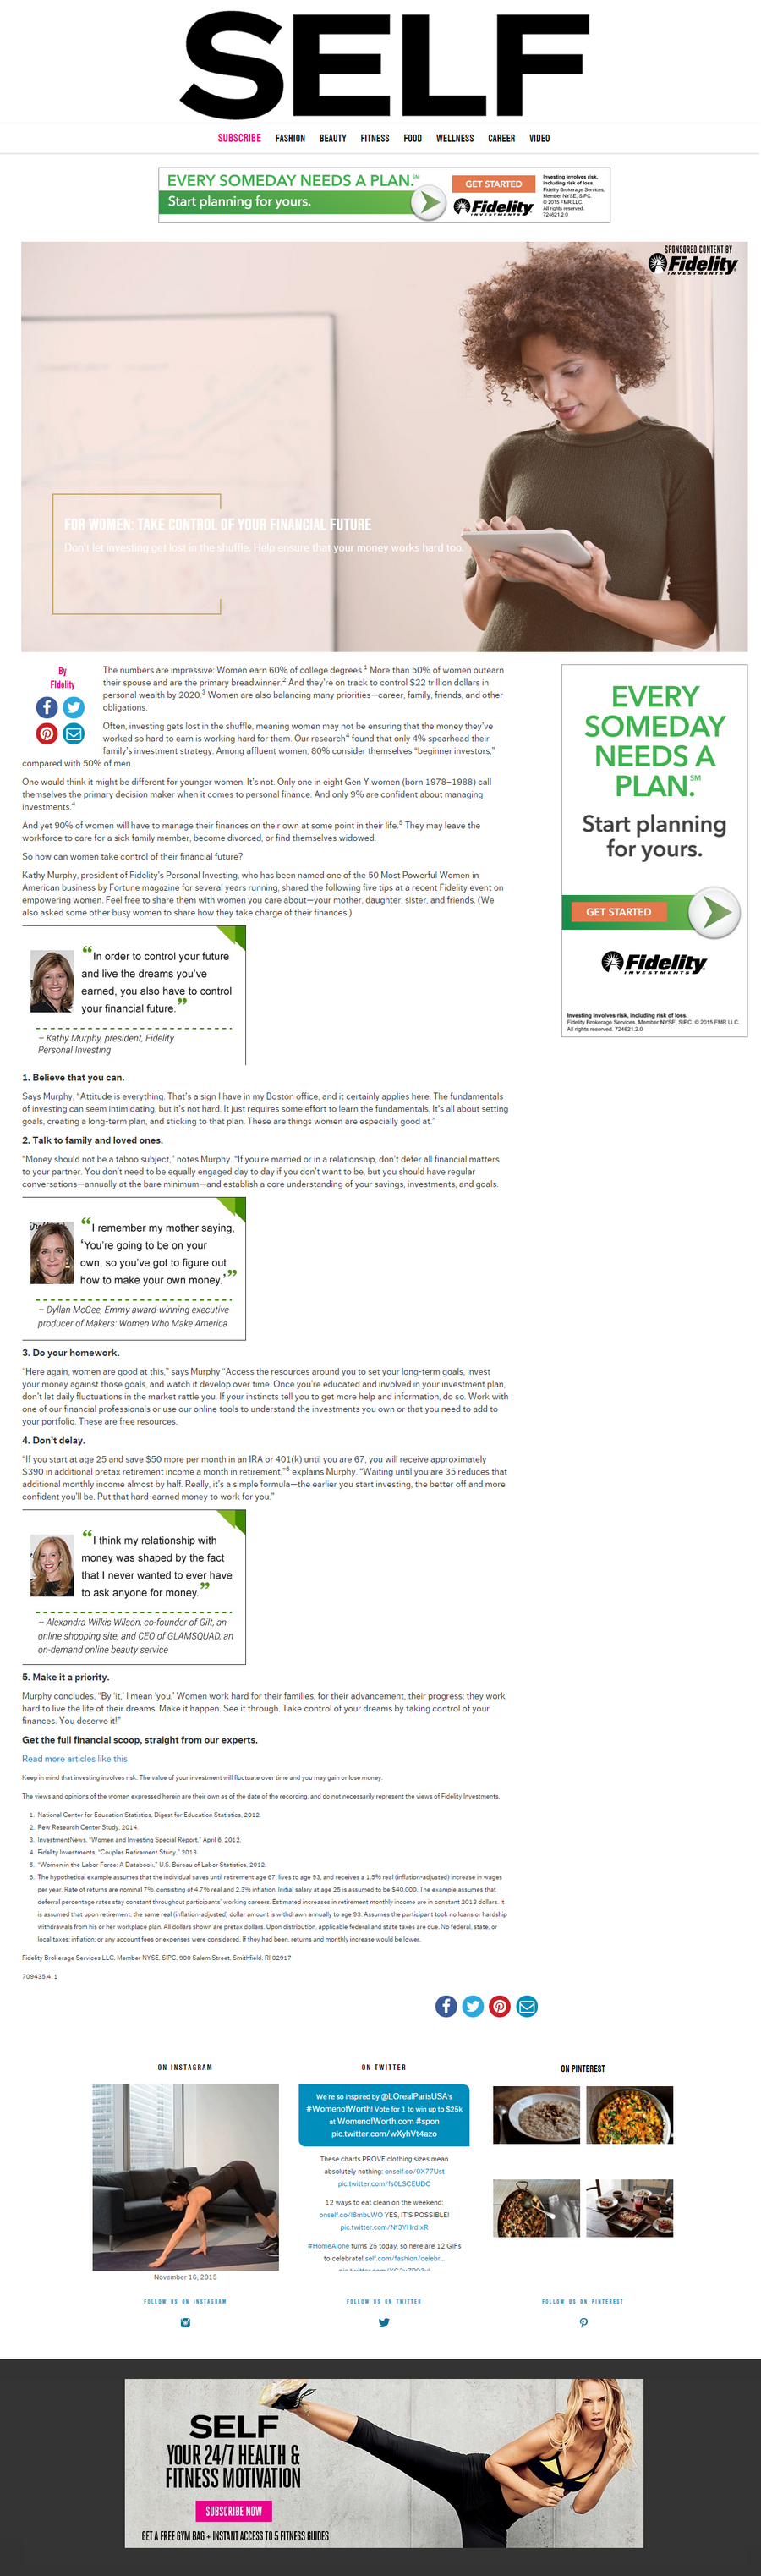 SELF
SUBSCRIBE FASHION BEAUTY FITNESS FOOD WELLNESS CAREER VIDEO
EVERY SOMEDAY NEEDS A PLAN.℠
Start planning for yours.
GET STARTED
Fidelity
INVESTMENTS
Investing involves risk,
including risk of loss.
Fidelity Brokerage Services,
Member NYSE, SIPC.
© 2015 FMR LLC.
All rights reserved.
724621.2.0
SPONSORED CONTENT BY
Fidelity
INVESTMENTS
FOR WOMEN: TAKE CONTROL OF YOUR FINANCIAL FUTURE
Don't let investing get lost in the shuffle. Help ensure that your money works hard too.
By
Fidelity
The numbers are impressive: Women earn 60% of college degrees.1 More than 50% of women outearn
their spouse and are the primary breadwinner.2 And they're on track to control $22 trillion dollars in
personal wealth by 2020.3 Women are also balancing many priorities—career, family, friends, and other
obligations.
Often, investing gets lost in the shuffle, meaning women may not be ensuring that the money they've
worked so hard to earn is working hard for them. Our research4 found that only 4% spearhead their
family's investment strategy. Among affluent women, 80% consider themselves "beginner investors,"
compared with 50% of men.
One would think it might be different for younger women. It's not. Only one in eight Gen Y women (born 1978–1988) call
themselves the primary decision maker when it comes to personal finance. And only 9% are confident about managing
investments.4
And yet 90% of women will have to manage their finances on their own at some point in their life.5 They may leave the
workforce to care for a sick family member, become divorced, or find themselves widowed.
So how can women take control of their financial future?
Kathy Murphy, president of Fidelity's Personal Investing, who has been named one of the 50 Most Powerful Women in
American business by Fortune magazine for several years running, shared the following five tips at a recent Fidelity event on
empowering women. Feel free to share them with women you care about—your mother, daughter, sister, and friends. (We
also asked some other busy women to share how they take charge of their finances.)
EVERY
SOMEDAY
NEEDS A
PLAN.℠
Start planning
for yours.
GET STARTED
Fidelity
INVESTMENTS
Investing involves risk, including risk of loss.
Fidelity Brokerage Services, Member NYSE, SIPC. © 2015 FMR LLC.
All rights reserved. 724621.2.0
“In order to control your future
and live the dreams you've
earned, you also have to control
your financial future.”
– Kathy Murphy, president, Fidelity
Personal Investing
1. Believe that you can.
Says Murphy, "Attitude is everything. That's a sign I have in my Boston office, and it certainly applies here. The fundamentals
of investing can seem intimidating, but it's not hard. It just requires some effort to learn the fundamentals. It's all about setting
goals, creating a long-term plan, and sticking to that plan. These are things women are especially good at."
2. Talk to family and loved ones.
"Money should not be a taboo subject," notes Murphy. "If you're married or in a relationship, don't defer all financial matters
to your partner. You don't need to be equally engaged day to day if you don't want to be, but you should have regular
conversations—annually at the bare minimum—and establish a core understanding of your savings, investments, and goals.
“I remember my mother saying,
‘You're going to be on your
own, so you've got to figure out
how to make your own money.’”
– Dyllan McGee, Emmy award-winning executive
producer of Makers: Women Who Make America
3. Do your homework.
"Here again, women are good at this," says Murphy "Access the resources around you to set your long-term goals, invest
your money against those goals, and watch it develop over time. Once you're educated and involved in your investment plan,
don't let daily fluctuations in the market rattle you. If your instincts tell you to get more help and information, do so. Work with
one of our financial professionals or use our online tools to understand the investments you own or that you need to add to
your portfolio. These are free resources.
4. Don't delay.
"If you start at age 25 and save $50 more per month in an IRA or 401(k) until you are 67, you will receive approximately
$390 in additional pretax retirement income a month in retirement,"6 explains Murphy. "Waiting until you are 35 reduces that
additional monthly income almost by half. Really, it's a simple formula—the earlier you start investing, the better off and more
confident you'll be. Put that hard-earned money to work for you."
“I think my relationship with
money was shaped by the fact
that I never wanted to ever have
to ask anyone for money.”
– Alexandra Wilkis Wilson, co-founder of Gilt, an
online shopping site, and CEO of GLAMSQUAD, an
on-demand online beauty service
5. Make it a priority.
Murphy concludes, "By 'it,' I mean 'you.' Women work hard for their families, for their advancement, their progress; they work
hard to live the life of their dreams. Make it happen. See it through. Take control of your dreams by taking control of your
finances. You deserve it!"
Get the full financial scoop, straight from our experts.
Read more articles like this
Keep in mind that investing involves risk. The value of your investment will fluctuate over time and you may gain or lose money.
The views and opinions of the women expressed herein are their own as of the date of the recording, and do not necessarily represent the views of Fidelity Investments.
1. National Center for Education Statistics, Digest for Education Statistics, 2012.
2. Pew Research Center Study, 2014.
3. InvestmentNews, "Women and Investing Special Report," April 6, 2012.
4. Fidelity Investments, "Couples Retirement Study," 2013.
5. "Women in the Labor Force: A Databook," U.S. Bureau of Labor Statistics, 2012.
6. The hypothetical example assumes that the individual saves until retirement age 67, lives to age 93, and receives a 1.5% real (inflation-adjusted) increase in wages
per year. Rate of returns are nominal 7%, consisting of 4.7% real and 2.3% inflation. Initial salary at age 25 is assumed to be $40,000. The example assumes that
deferral percentage rates stay constant throughout participants' working careers. Estimated increases in retirement monthly income are in constant 2013 dollars. It
is assumed that upon retirement, the same real (inflation-adjusted) dollar amount is withdrawn annually to age 93. Assumes the participant took no loans or hardship
withdrawals from his or her workplace plan. All dollars shown are pretax dollars. Upon distribution, applicable federal and state taxes are due. No federal, state, or
local taxes; inflation; or any account fees or expenses were considered. If they had been, returns and monthly increase would be lower.
Fidelity Brokerage Services LLC, Member NYSE, SIPC, 900 Salem Street, Smithfield, RI 02917
709435.4.1
ON INSTAGRAM
November 16, 2015
FOLLOW US ON INSTAGRAM
ON TWITTER
We're so inspired by @LOrealParisUSA's
#WomenofWorth! Vote for 1 to win up to $25k
at WomenofWorth.com #spon
pic.twitter.com/wXyhVt4azo
These charts PROVE clothing sizes mean
absolutely nothing: onself.co/0X77Ust
pic.twitter.com/fs0LSCEUDC
12 ways to eat clean on the weekend:
onself.co/I8mbuWO YES, IT'S POSSIBLE!
pic.twitter.com/Nf3YHrdIxR
#HomeAlone turns 25 today, so here are 12 GIFs
to celebrate! self.com/fashion/celebr...
FOLLOW US ON TWITTER
ON PINTEREST
FOLLOW US ON PINTEREST
SELF
YOUR 24/7 HEALTH &
FITNESS MOTIVATION
SUBSCRIBE NOW
GET A FREE GYM BAG + INSTANT ACCESS TO 5 FITNESS GUIDES